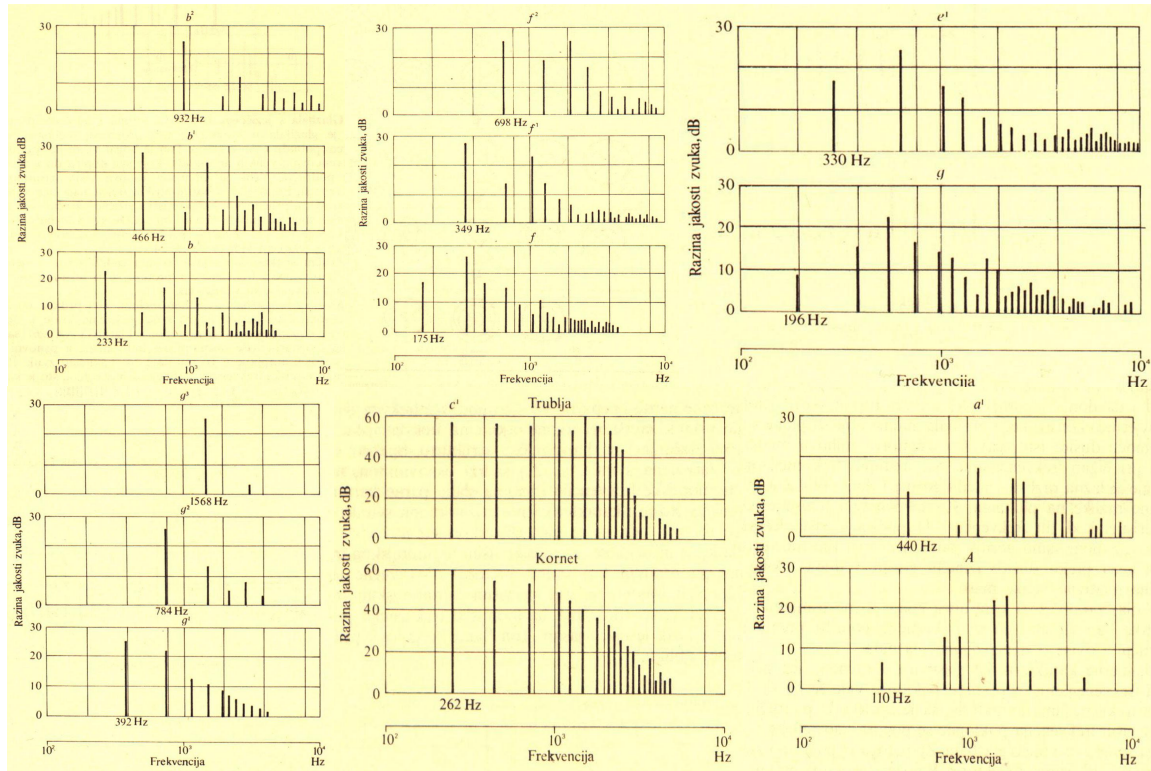 b²
30
0
932 Hz
b¹
30
20
10
0
466 Hz
b
30
20
10
0
233 Hz
Razina jakosti zvuka, dB
10² 10³ 10⁴
Frekvencija Hz
f²
30
0
698 Hz
f¹
30
0
349 Hz
f
30
20
10
0
175 Hz
Razina jakosti zvuka, dB
10² 10³ 10⁴
Frekvencija Hz
e¹
30
0
330 Hz
g
30
20
10
0
196 Hz
Razina jakosti zvuka, dB
10² 10³ 10⁴
Frekvencija Hz
g³
30
0
1568 Hz
g²
30
0
784 Hz
g¹
30
20
10
0
392 Hz
Razina jakosti zvuka, dB
10² 10³ 10⁴
Frekvencija Hz
c¹ Trublja
60
40
20
0
Kornet
60
40
20
0
262 Hz
Razina jakosti zvuka, dB
10² 10³ 10⁴
Frekvencija Hz
a¹
30
0
440 Hz
A
30
20
10
0
110 Hz
Razina jakosti zvuka, dB
10² 10³ 10⁴
Frekvencija Hz